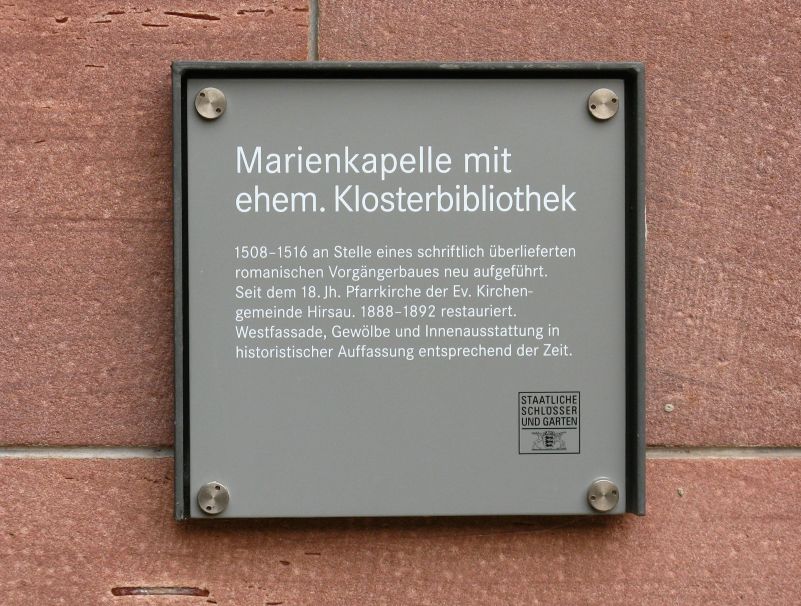 Marienkapelle mit
ehem. Klosterbibliothek
1508–1516 an Stelle eines schriftlich überlieferten
romanischen Vorgängerbaues neu aufgeführt.
Seit dem 18. Jh. Pfarrkirche der Ev. Kirchen-
gemeinde Hirsau. 1888–1892 restauriert.
Westfassade, Gewölbe und Innenausstattung in
historistischer Auffassung entsprechend der Zeit.
STAATLICHE
SCHLÖSSER
UND GÄRTEN